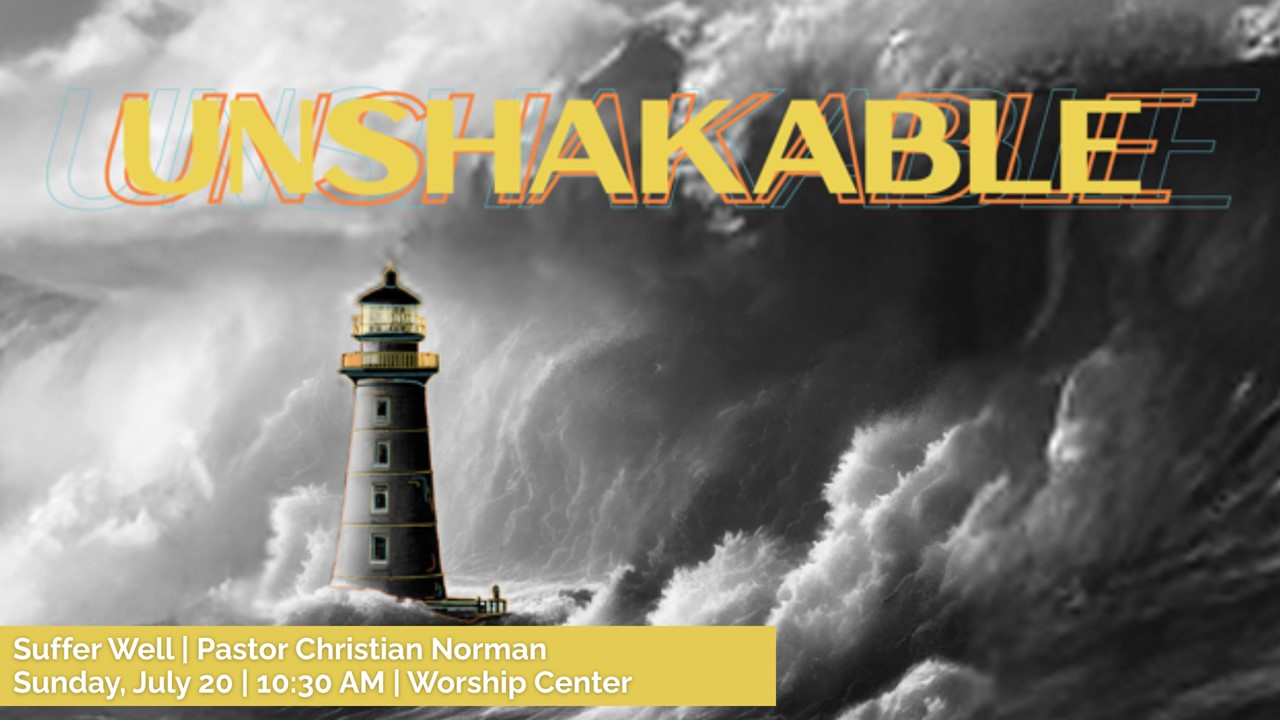 UNSHAKABLE
Suffer Well | Pastor Christian Norman
Sunday, July 20 | 10:30 AM | Worship Center